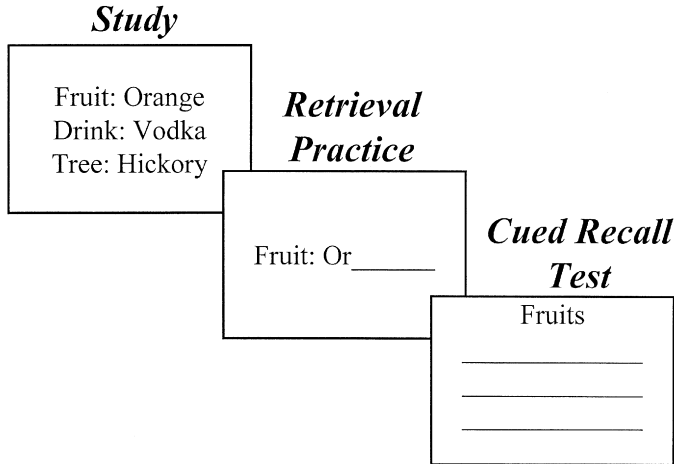 Study
Fruit: Orange
Drink: Vodka
Tree: Hickory
Retrieval
Practice
Fruit: Or______
Cued Recall
Test
Fruits